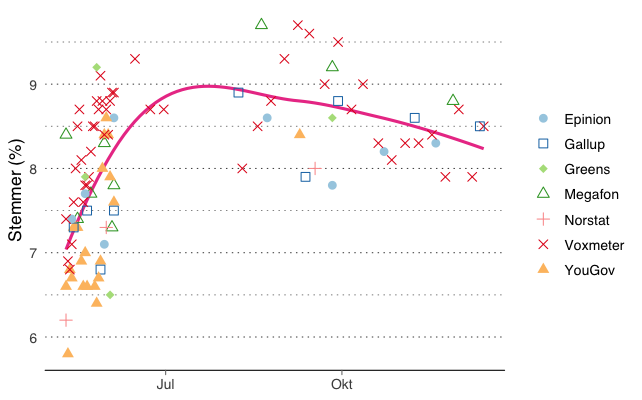 Stemmer (%)
9
8
7
6
Jul
Okt
Epinion
Gallup
Greens
Megafon
Norstat
Voxmeter
YouGov